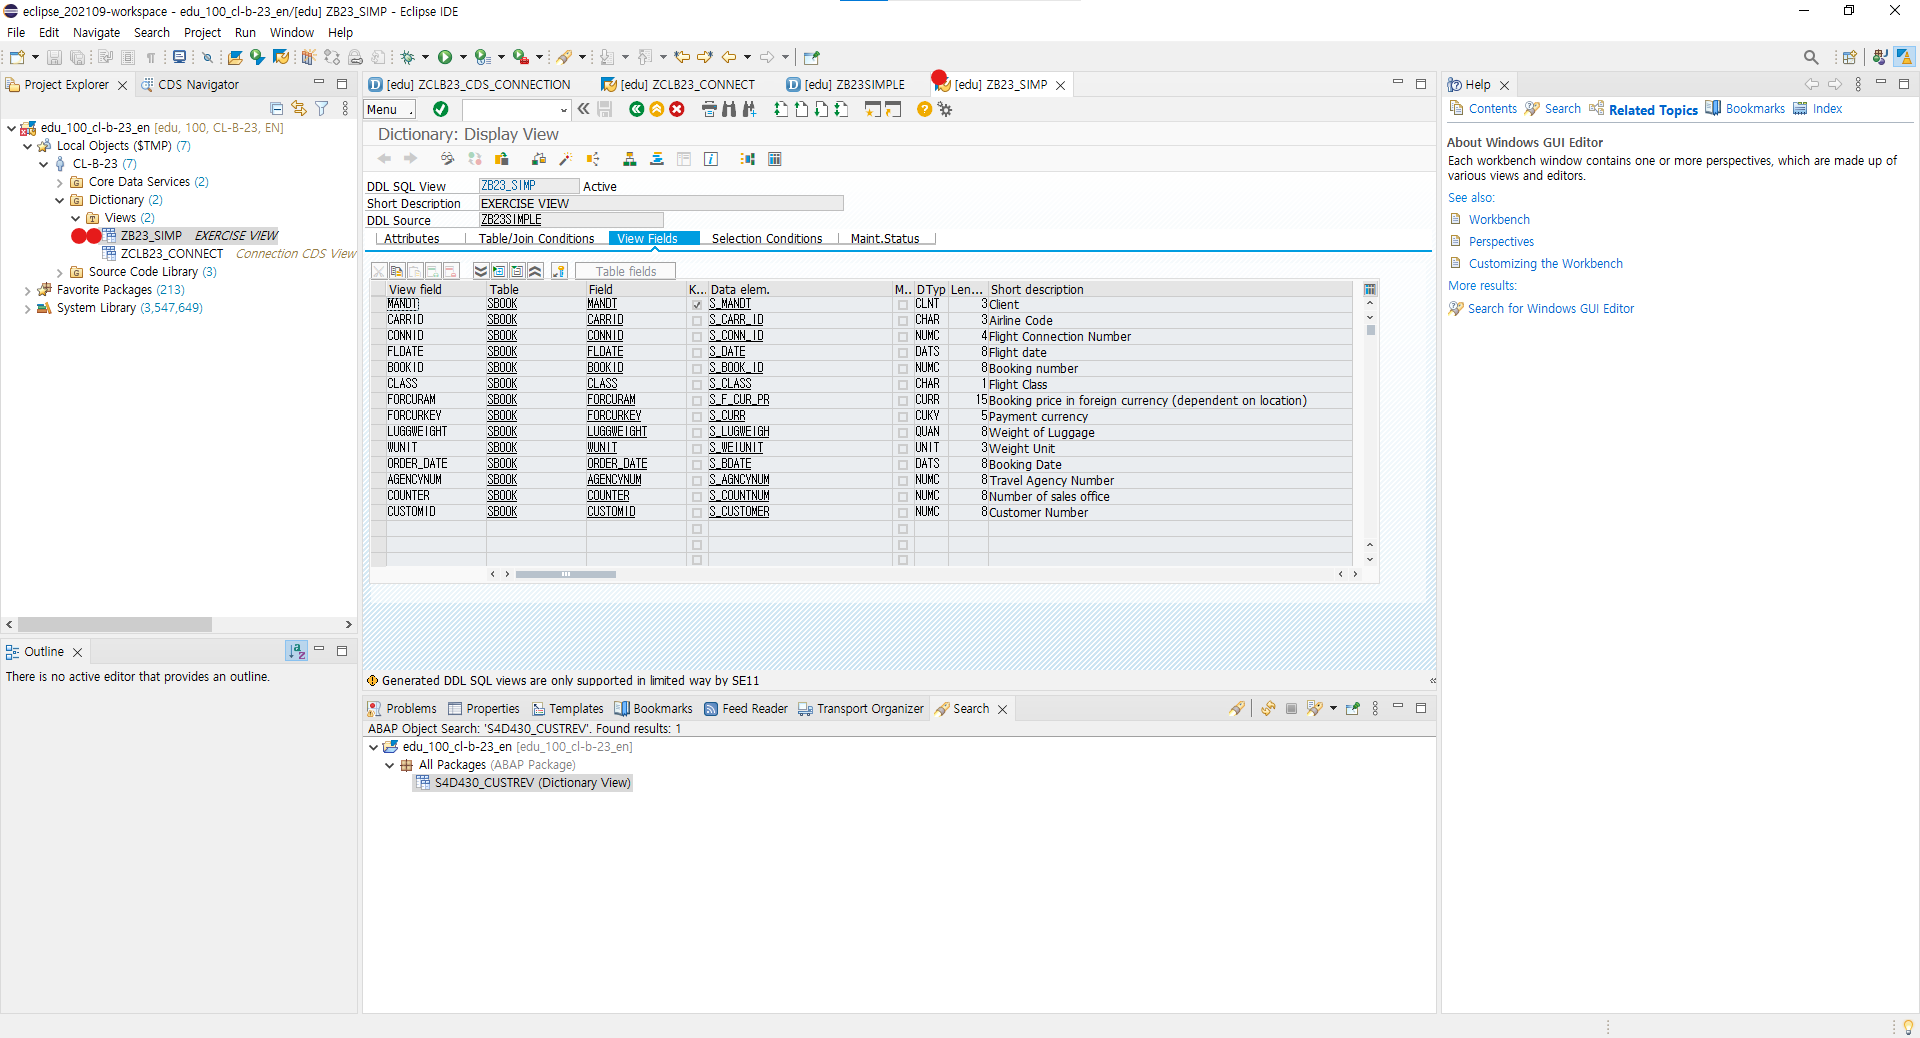 eclipse_202109-workspace - edu_100_cl-b-23_en/[edu] ZB23_SIMP - Eclipse IDE
File Edit Navigate Search Project Run Window Help
Project Explorer
CDS Navigator
edu_100_cl-b-23_en [edu, 100, CL-B-23, EN]
Local Objects ($TMP) (7)
CL-B-23 (7)
Core Data Services (2)
Dictionary (2)
Views (2)
ZB23_SIMP EXERCISE VIEW
ZCLB23_CONNECT Connection CDS View
Source Code Library (3)
Favorite Packages (213)
System Library (3,547,649)
Outline
There is no active editor that provides an outline.
[edu] ZCLB23_CDS_CONNECTION [edu] ZCLB23_CONNECT [edu] ZB23SIMPLE [edu] ZB23_SIMP
Menu
Dictionary: Display View
DDL SQL View ZB23_SIMP Active
Short Description EXERCISE VIEW
DDL Source ZB23SIMPLE
Attributes Table/Join Conditions View Fields Selection Conditions Maint.Status
Table fields
View field Table Field K... Data elem. M.. DTyp Len... Short description
MANDT SBOOK MANDT S_MANDT CLNT 3 Client
CARRID SBOOK CARRID S_CARR_ID CHAR 3 Airline Code
CONNID SBOOK CONNID S_CONN_ID NUMC 4 Flight Connection Number
FLDATE SBOOK FLDATE S_DATE DATS 8 Flight date
BOOKID SBOOK BOOKID S_BOOK_ID NUMC 8 Booking number
CLASS SBOOK CLASS S_CLASS CHAR 1 Flight Class
FORCURAM SBOOK FORCURAM S_F_CUR_PR CURR 15 Booking price in foreign currency (dependent on location)
FORCURKEY SBOOK FORCURKEY S_CURR CUKY 5 Payment currency
LUGGWEIGHT SBOOK LUGGWEIGHT S_LUGWEIGH QUAN 8 Weight of Luggage
WUNIT SBOOK WUNIT S_WEIUNIT UNIT 3 Weight Unit
ORDER_DATE SBOOK ORDER_DATE S_BDATE DATS 8 Booking Date
AGENCYNUM SBOOK AGENCYNUM S_AGNCYNUM NUMC 8 Travel Agency Number
COUNTER SBOOK COUNTER S_COUNTNUM NUMC 8 Number of sales office
CUSTOMID SBOOK CUSTOMID S_CUSTOMER NUMC 8 Customer Number
Generated DDL SQL views are only supported in limited way by SE11
Problems Properties Templates Bookmarks Feed Reader Transport Organizer Search
ABAP Object Search: 'S4D430_CUSTREV'. Found results: 1
edu_100_cl-b-23_en [edu_100_cl-b-23_en]
All Packages (ABAP Package)
S4D430_CUSTREV (Dictionary View)
Help
Contents Search Related Topics Bookmarks Index
About Windows GUI Editor
Each workbench window contains one or more perspectives, which are made up of
various views and editors.
See also:
Workbench
Perspectives
Customizing the Workbench
More results:
Search for Windows GUI Editor